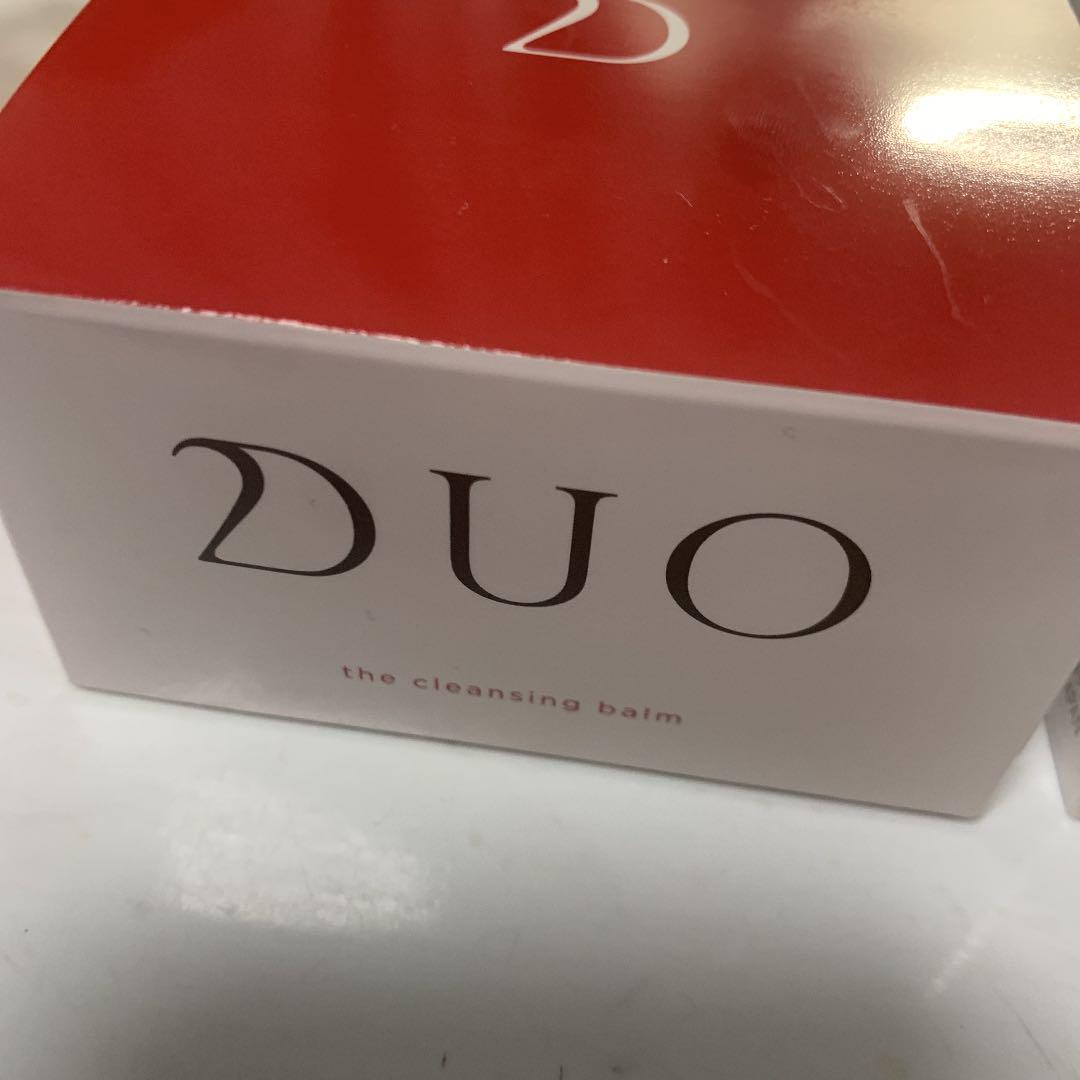 D
DUO
the cleansing balm